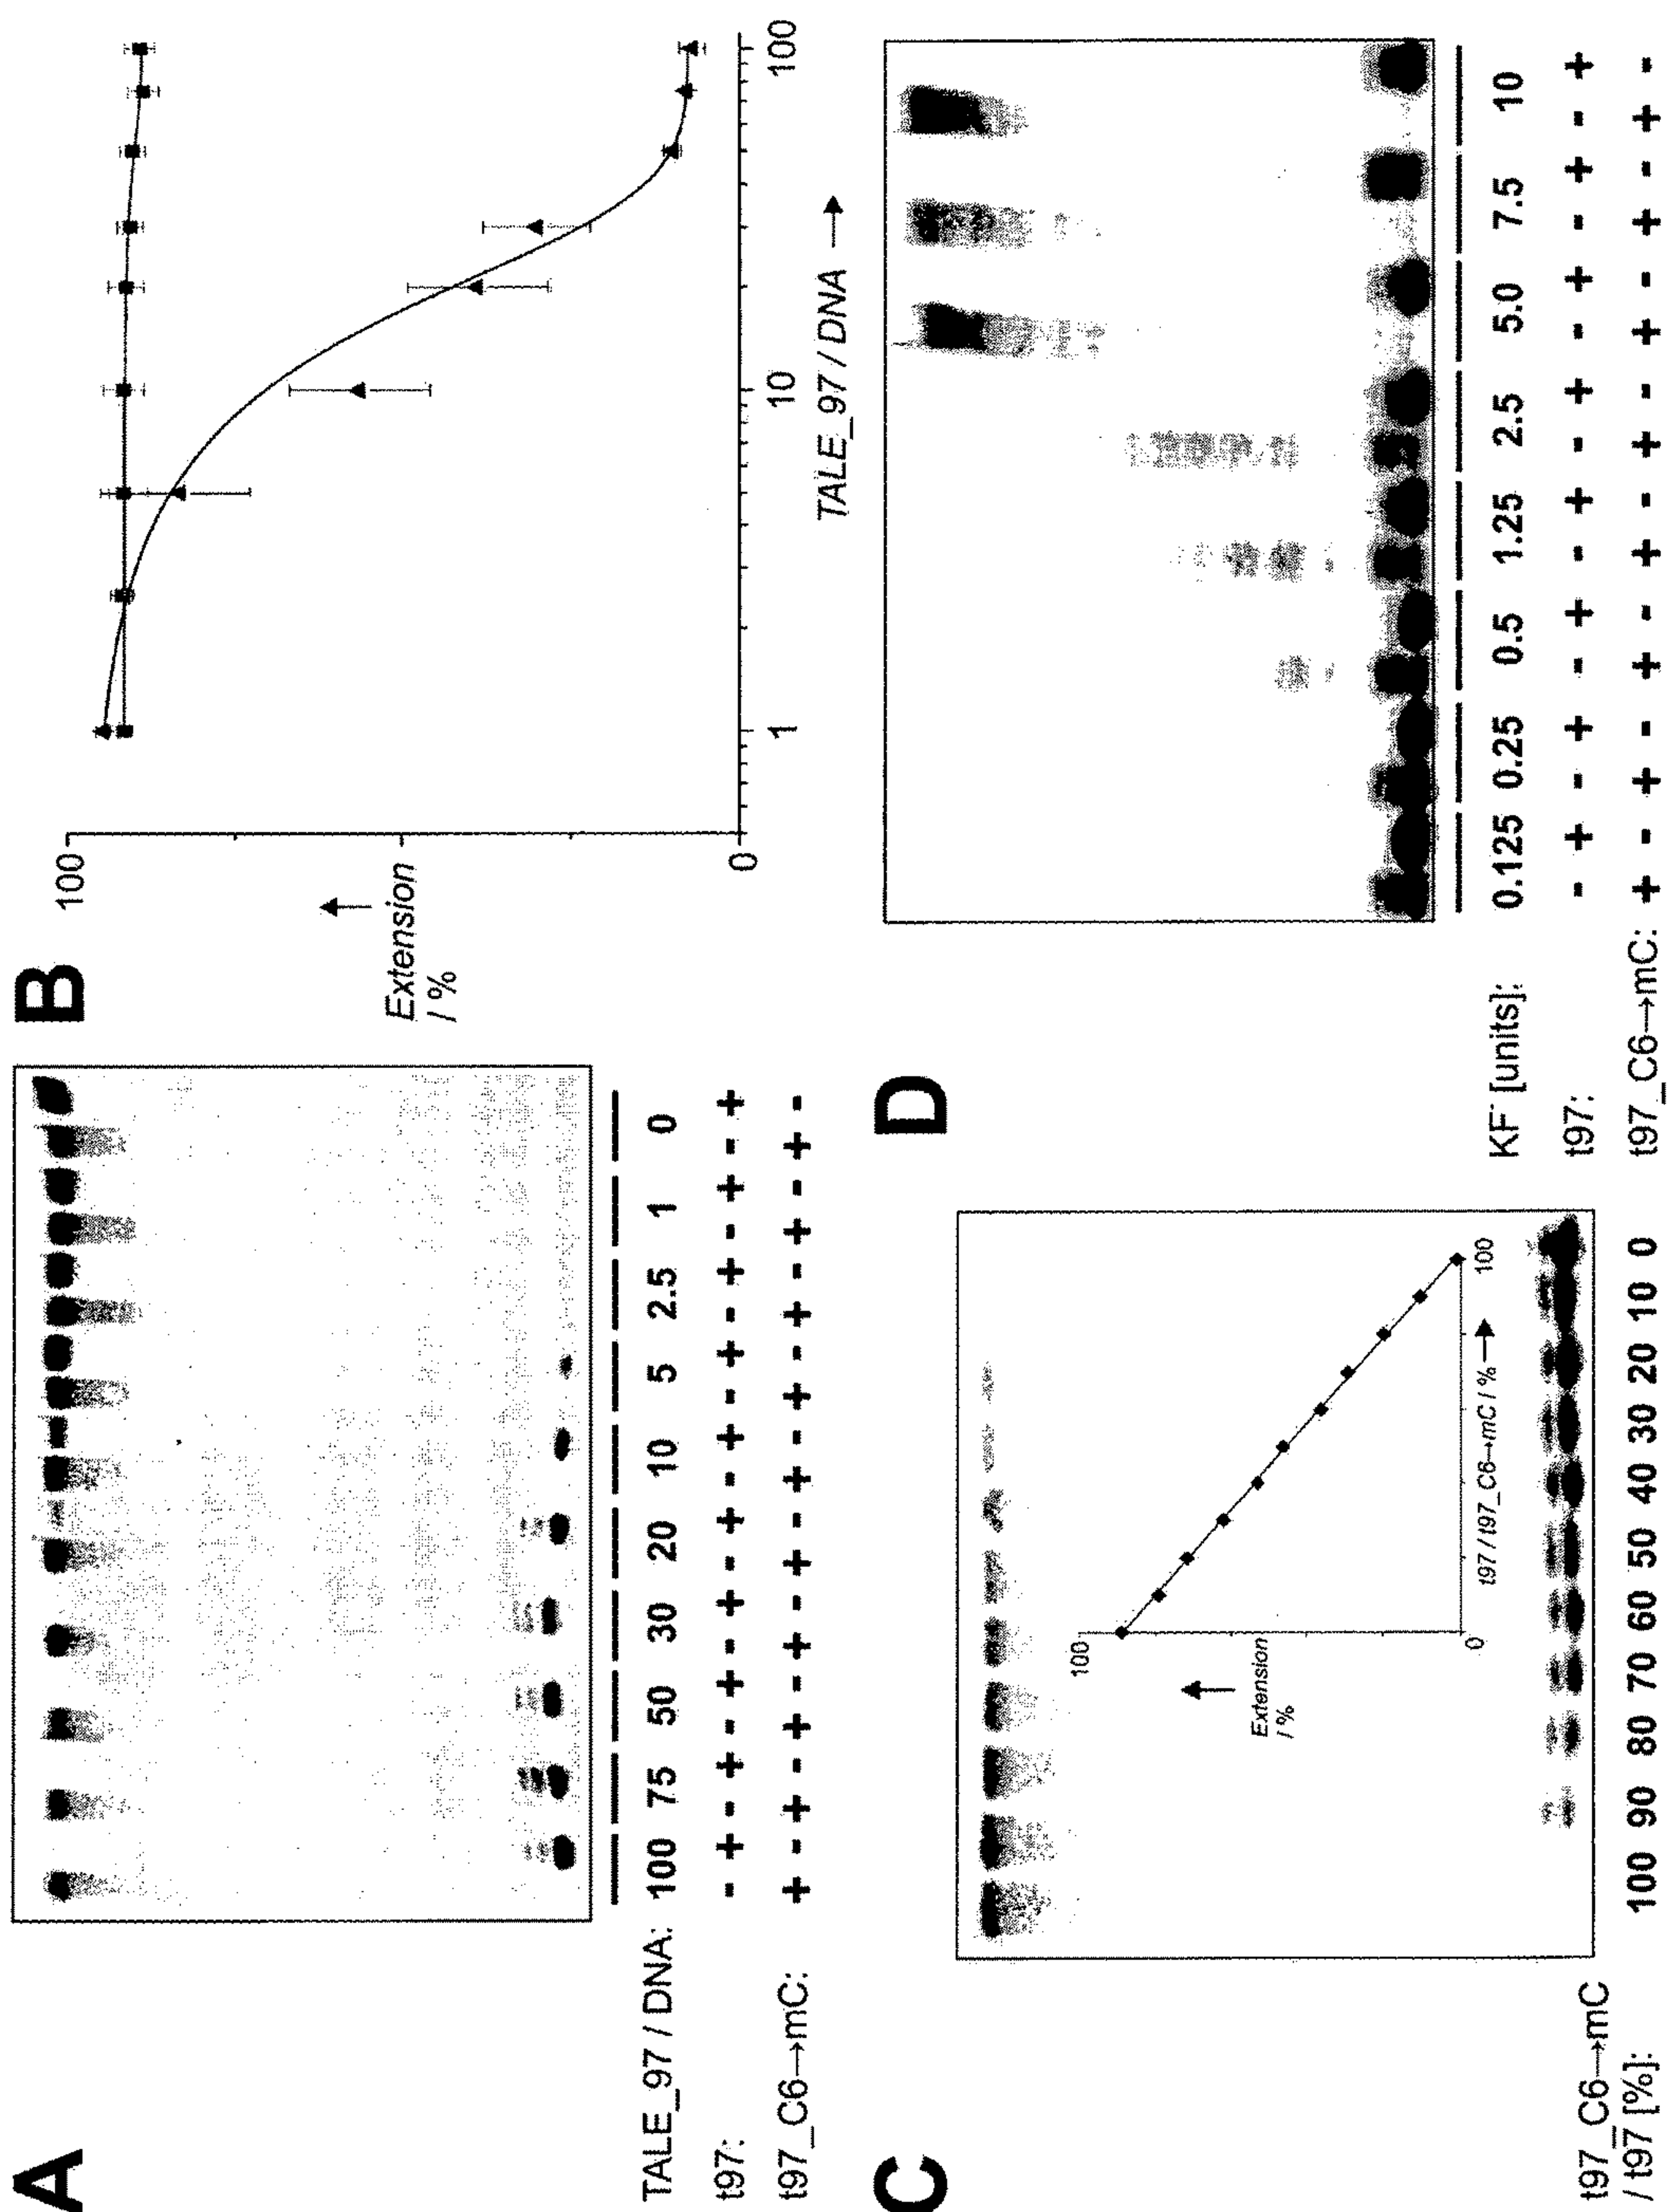 A
TALE_97 / DNA: 100 75 50 30 20 10 5 2.5 1 0
t97: - + - + - + - + - + - + - + - + - + - +
t97_C6→mC: + - + - + - + - + - + - + - + - + - + -
B
100
Extension
/ %
0
1 10 100
TALE_97 / DNA →
C
100
Extension
/ %
0
100
t97 / t97_C6→mC / % →
t97_C6→mC
/ t97 [%]: 100 90 80 70 60 50 40 30 20 10 0
D
KF⁻ [units]: 0.125 0.25 0.5 1.25 2.5 5.0 7.5 10
t97: - + - + - + - + - + - + - + - +
t97_C6→mC: + - + - + - + - + - + - + - + -